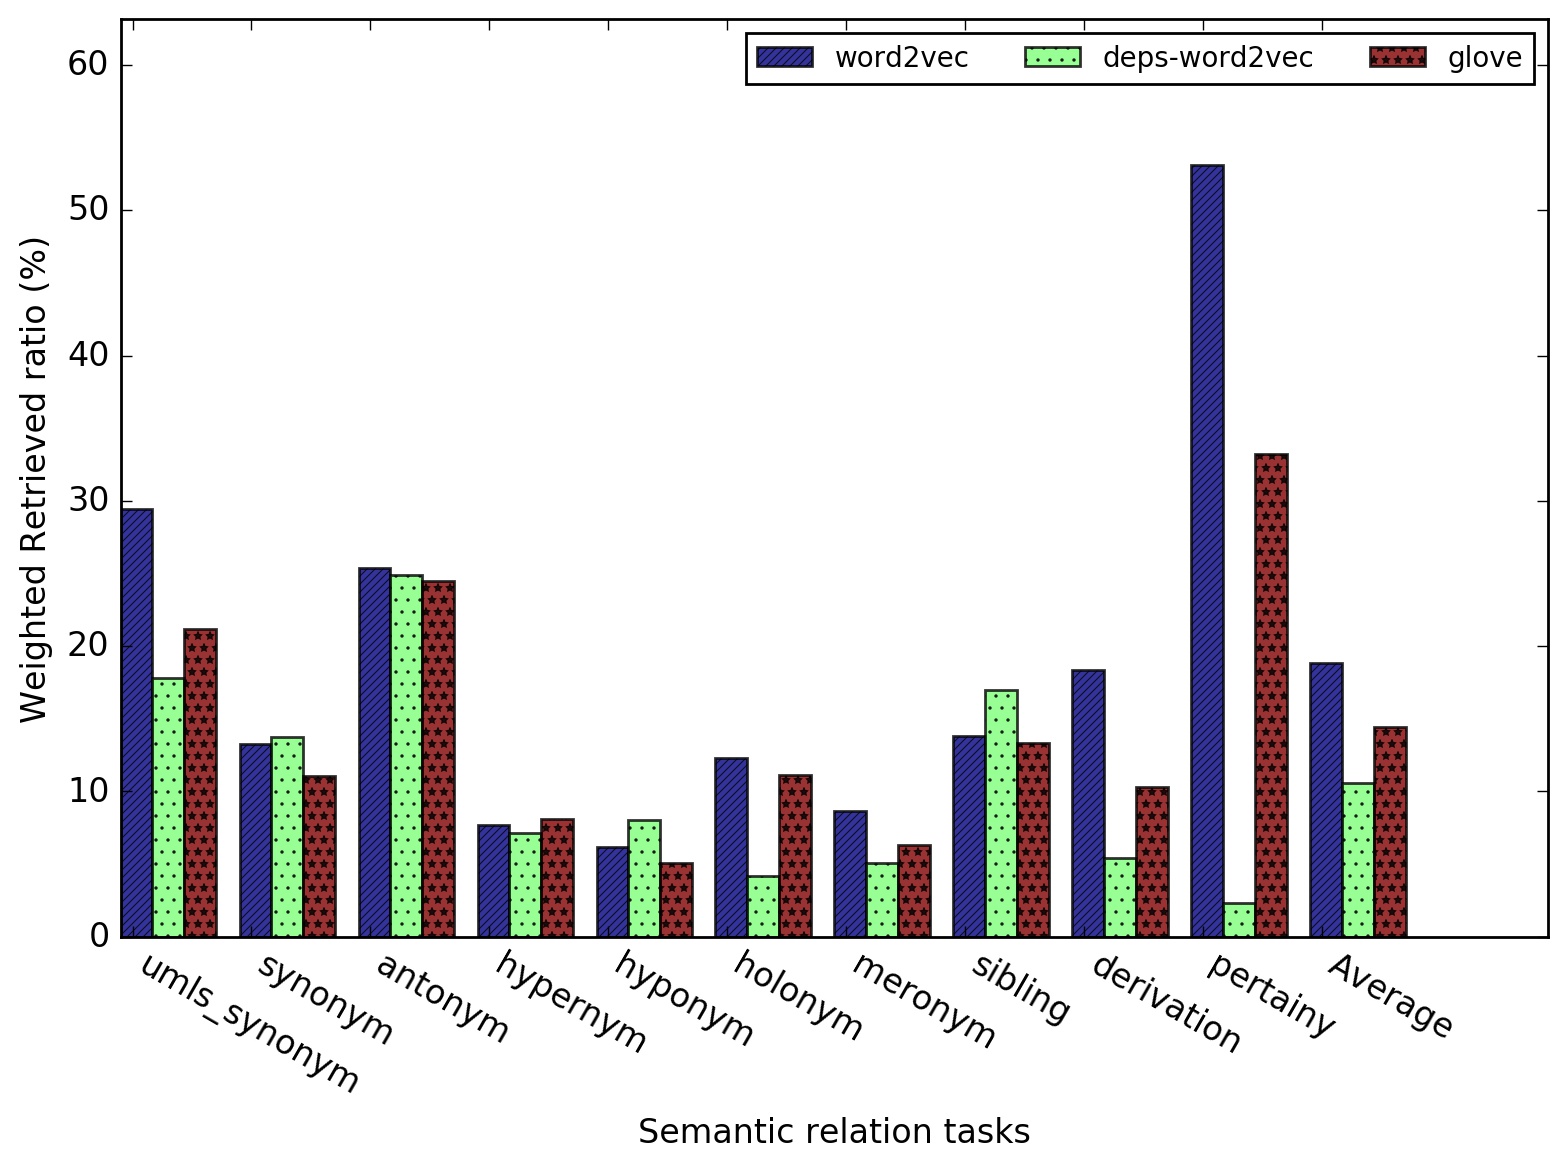 word2vec deps-word2vec glove
Weighted Retrieved ratio (%)
60
50
40
30
20
10
0
umls_synonym
synonym
antonym
hypernym
hyponym
holonym
meronym
sibling
derivation
pertainy
Average
Semantic relation tasks